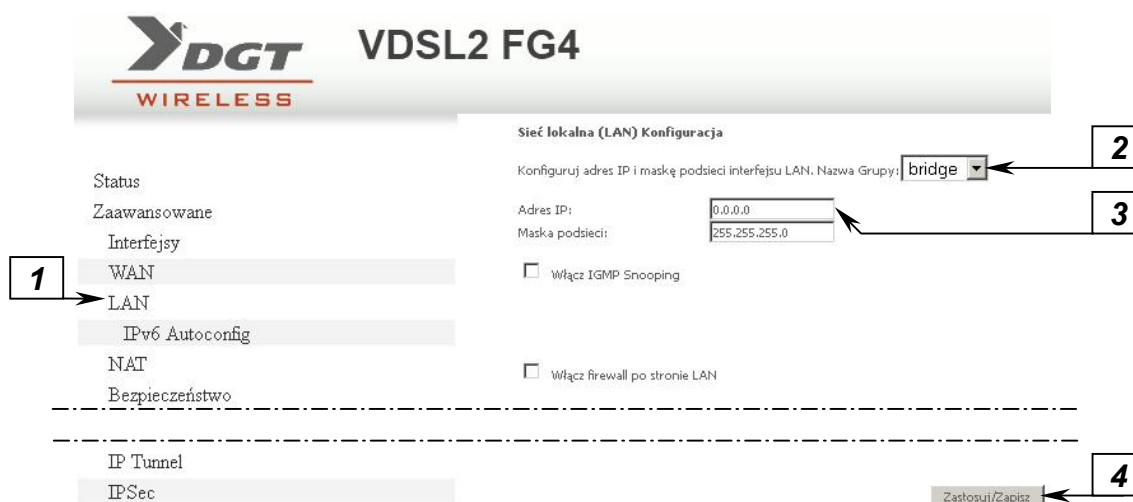 DGT
WIRELESS
VDSL2 FG4
Status
Zaawansowane
Interfejsy
WAN
1
LAN
IPv6 Autoconfig
NAT
Bezpieczeństwo
IP Tunnel
IPSec
Sieć lokalna (LAN) Konfiguracja
Konfiguruj adres IP i maskę podsieci interfejsu LAN. Nazwa Grupy: bridge
2
Adres IP: 0.0.0.0
3
Maska podsieci: 255.255.255.0
Włącz IGMP Snooping
Włącz firewall po stronie LAN
Zastosuj/Zapisz
4